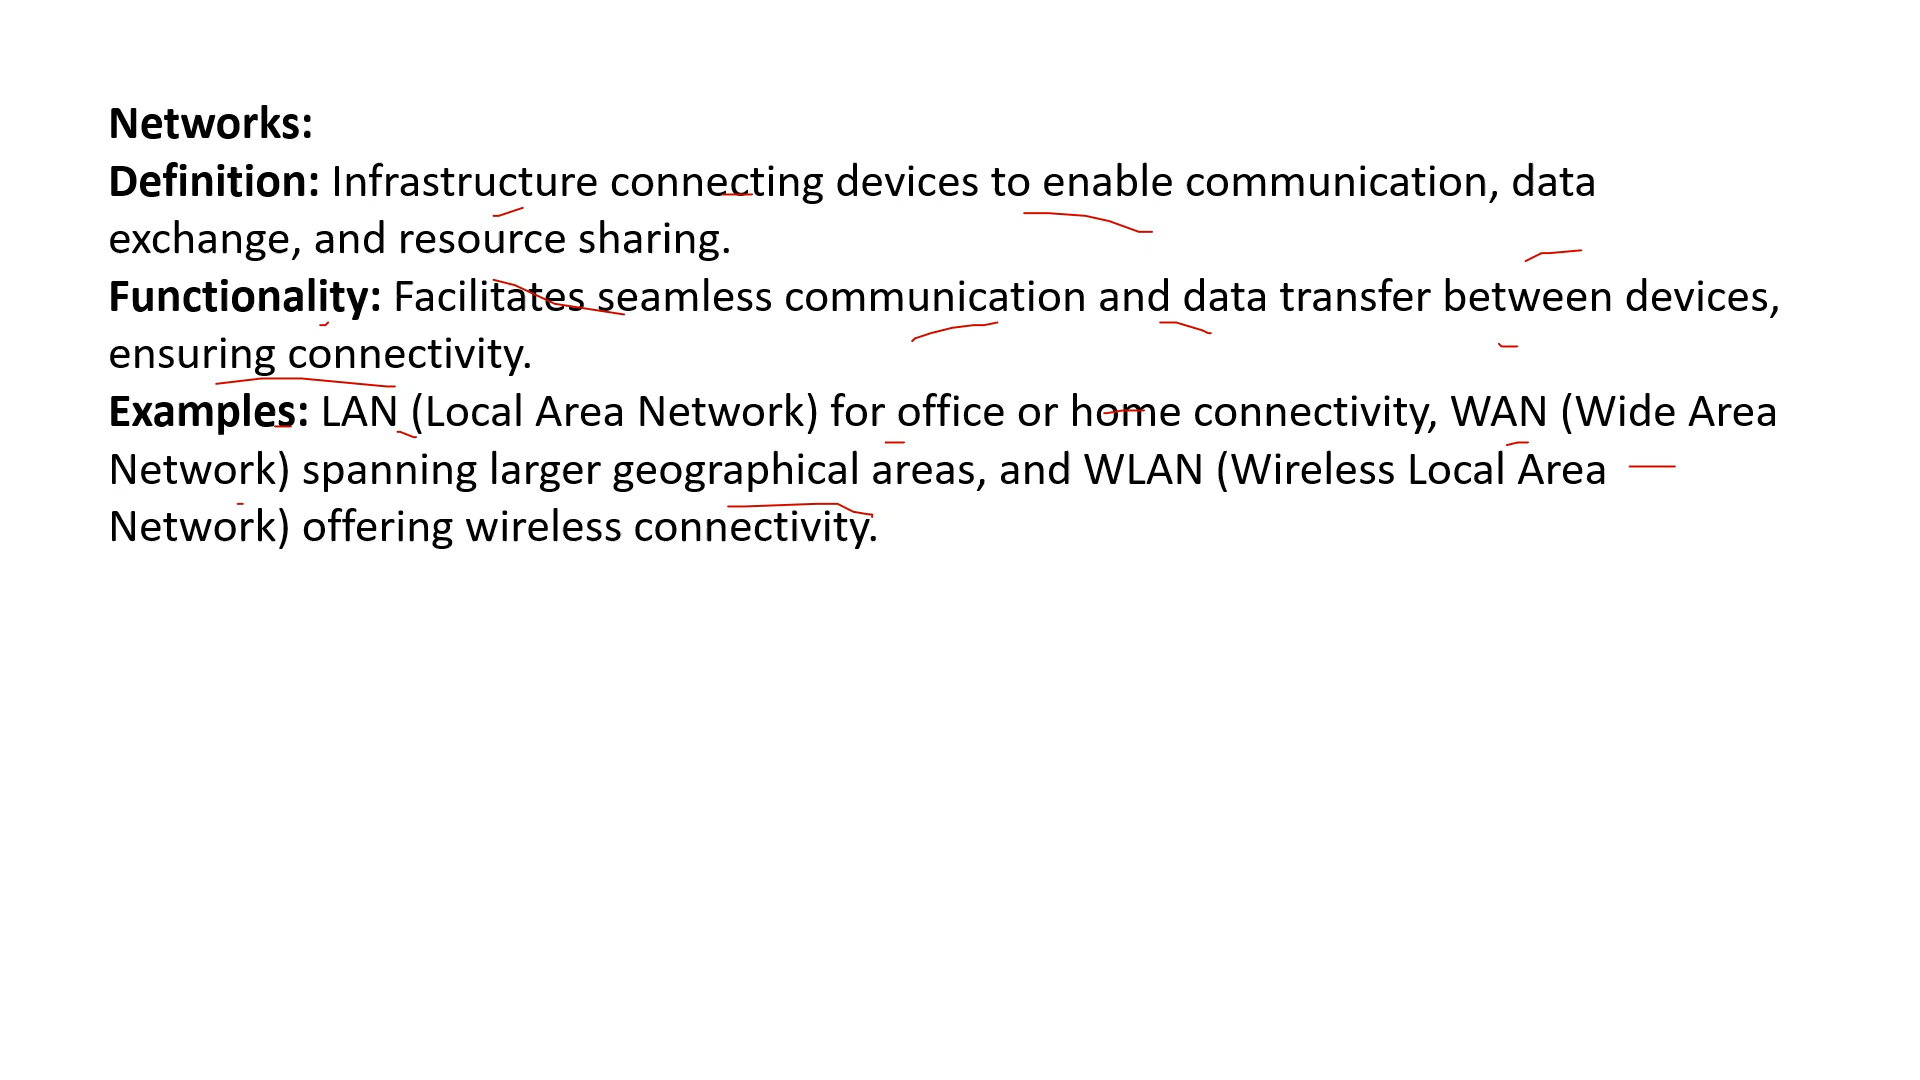 Networks:
Definition: Infrastructure connecting devices to enable communication, data
exchange, and resource sharing.
Functionality: Facilitates seamless communication and data transfer between devices,
ensuring connectivity.
Examples: LAN (Local Area Network) for office or home connectivity, WAN (Wide Area
Network) spanning larger geographical areas, and WLAN (Wireless Local Area
Network) offering wireless connectivity.